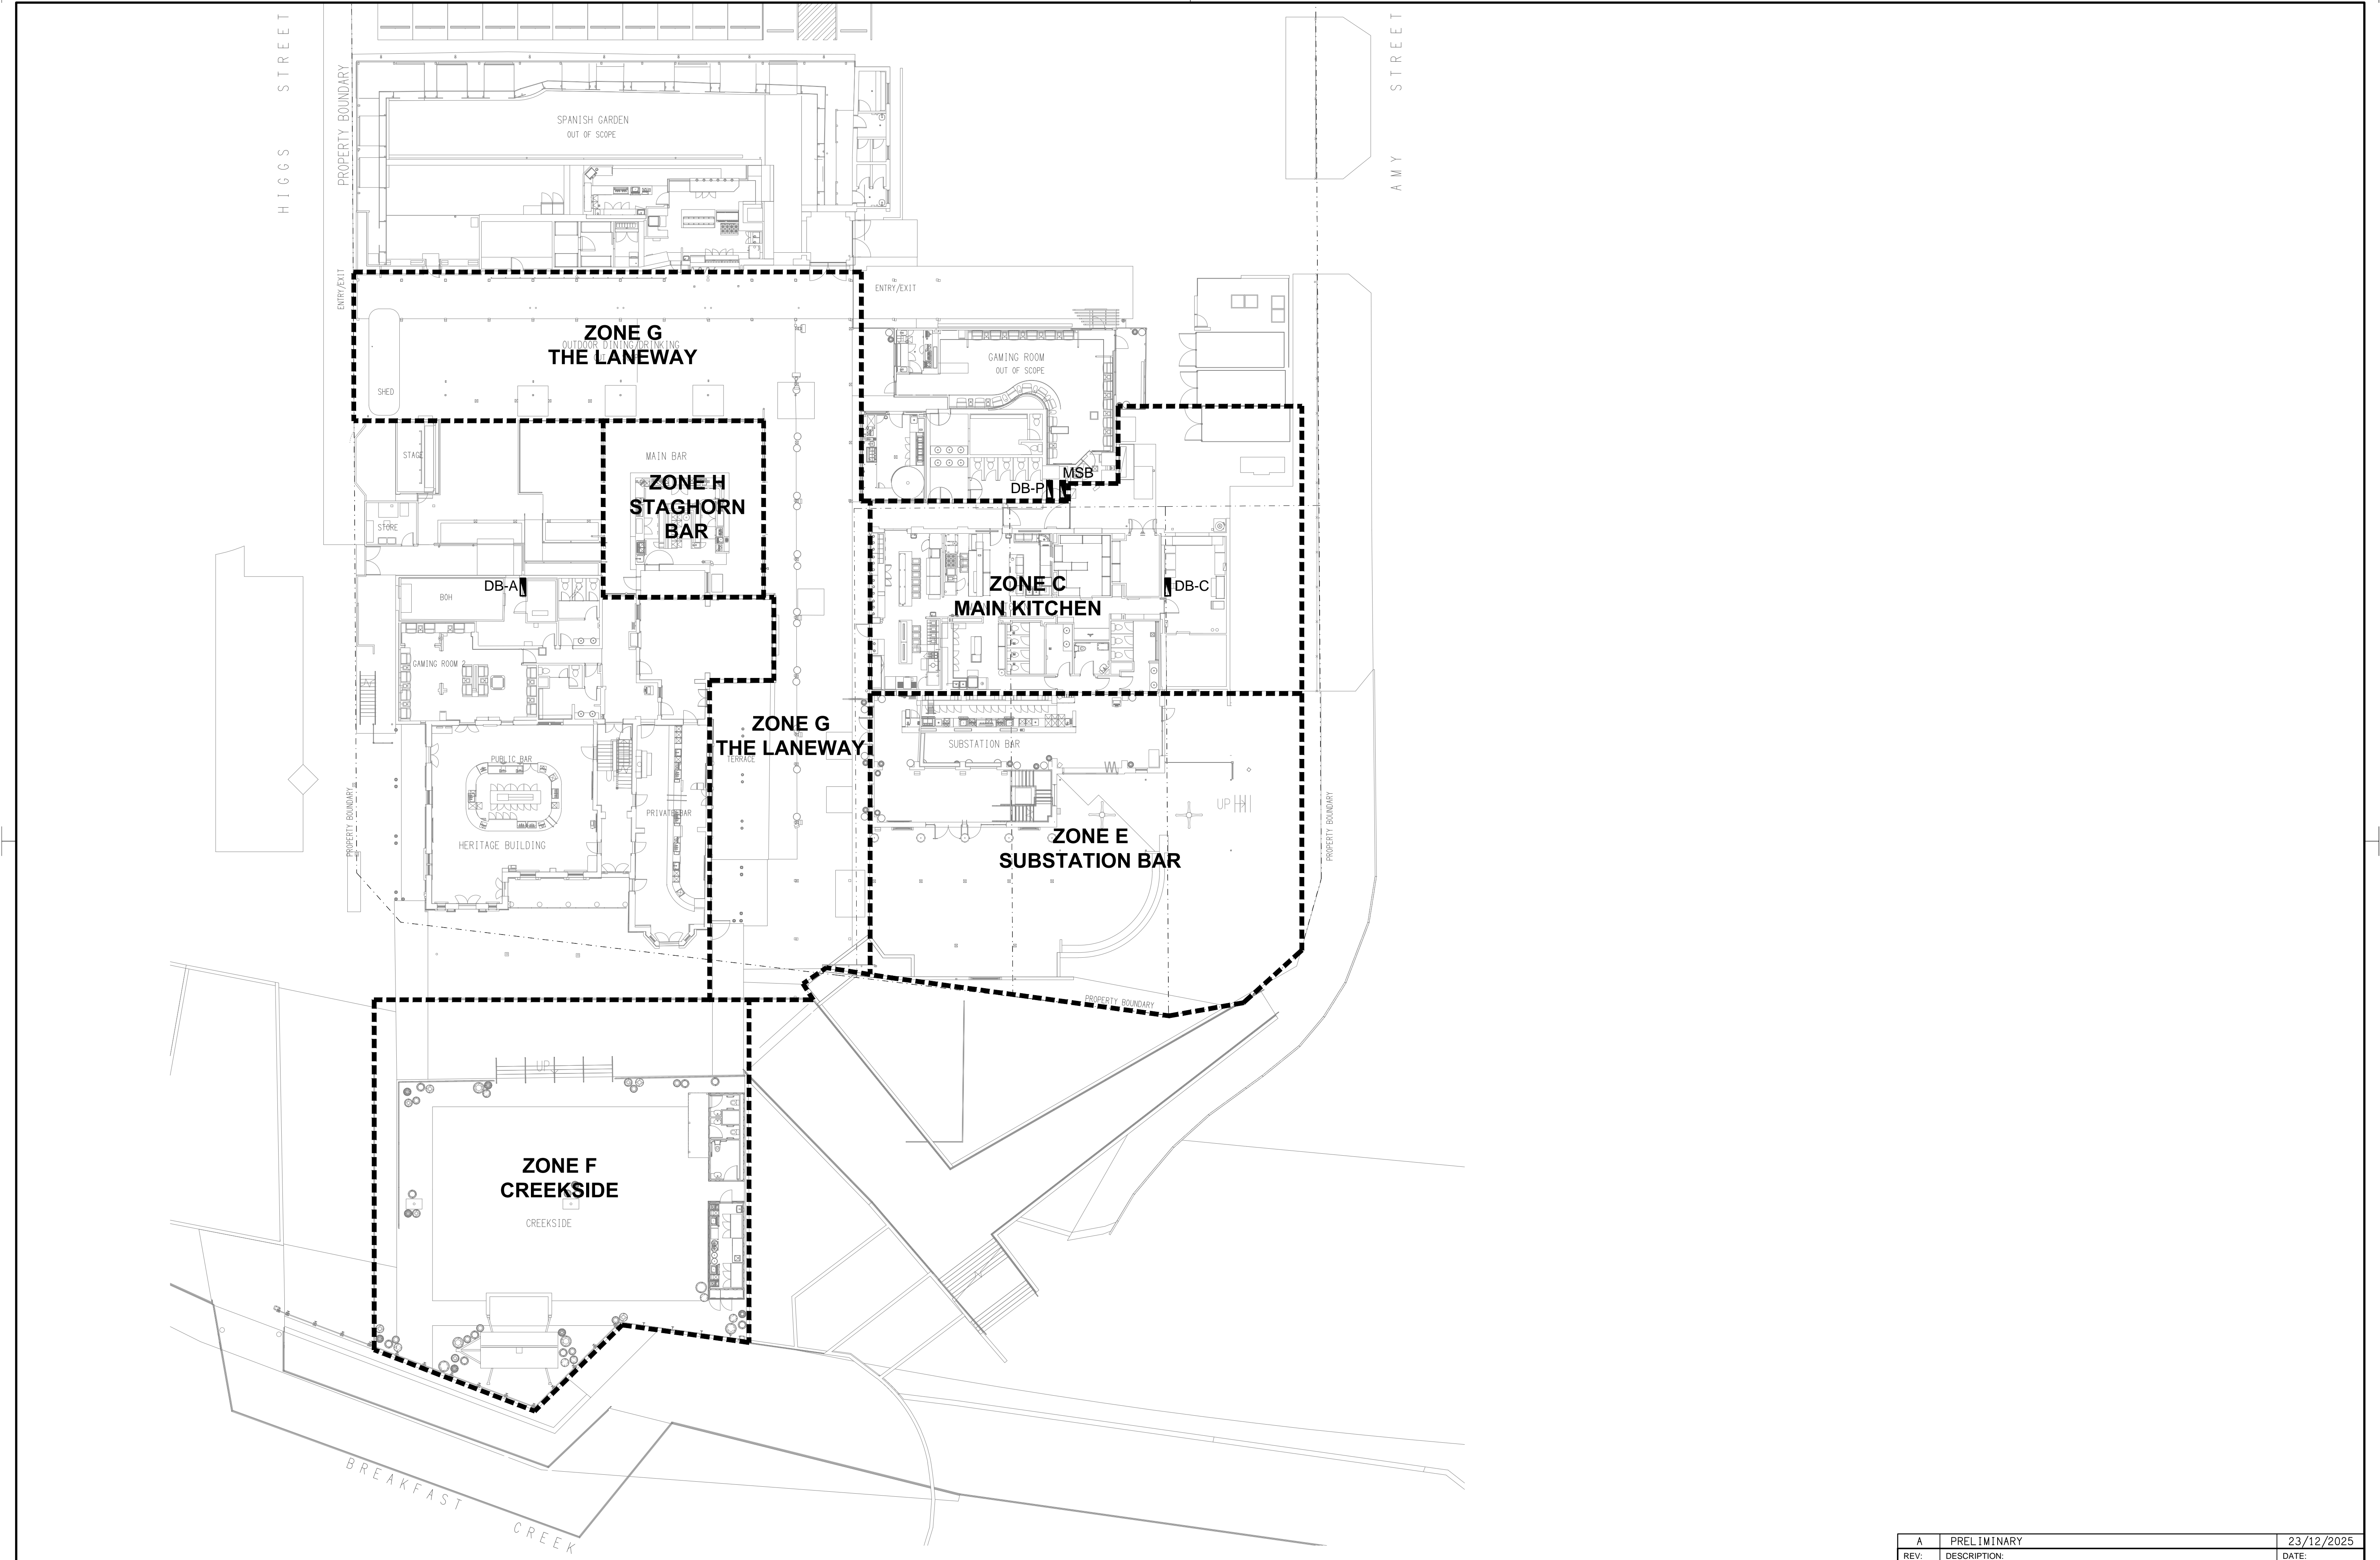 HIGGS STREET
PROPERTY BOUNDARY
AMY STREET
SPANISH GARDEN
OUT OF SCOPE
ENTRY/EXIT
ENTRY/EXIT
ZONE G
OUTDOOR DINING/DRINKING
THE LANEWAY
SHED
GAMING ROOM
OUT OF SCOPE
STAGE
MAIN BAR
ZONE H
STAGHORN
BAR
MSB
DB-P
STORE
DB-A
BOH
ZONE C
MAIN KITCHEN
DB-C
GAMING ROOM 2
ZONE G
THE LANEWAY
TERRACE
SUBSTATION BAR
PUBLIC BAR
PRIVATE BAR
HERITAGE BUILDING
PROPERTY BOUNDARY
UP
ZONE E
SUBSTATION BAR
PROPERTY BOUNDARY
PROPERTY BOUNDARY
UP
ZONE F
CREEKSIDE
CREEKSIDE
BREAKFAST CREEK
A PRELIMINARY 23/12/2025
REV: DESCRIPTION: DATE: